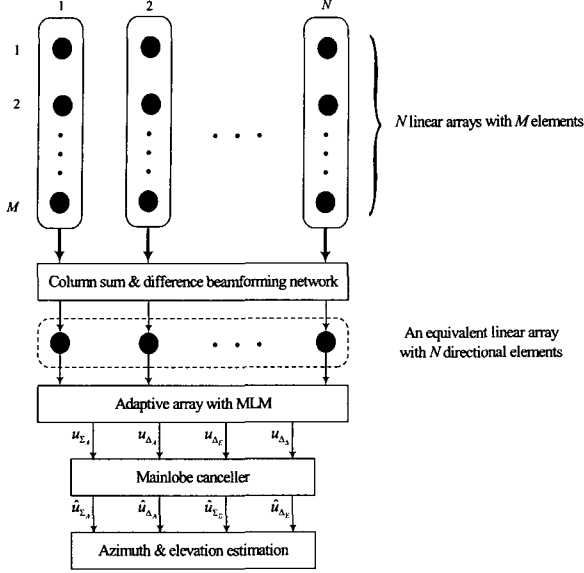 1 2 N
1
2
N linear arrays with M elements
M
Column sum & difference beamforming network
An equivalent linear array
with N directional elements
Adaptive array with MLM
u_{Σ_A} u_{Δ_A} u_{Δ_E} u_{Δ_Δ}
Mainlobe canceller
û_{Σ_A} û_{Δ_A} û_{Σ_E} û_{Δ_E}
Azimuth & elevation estimation